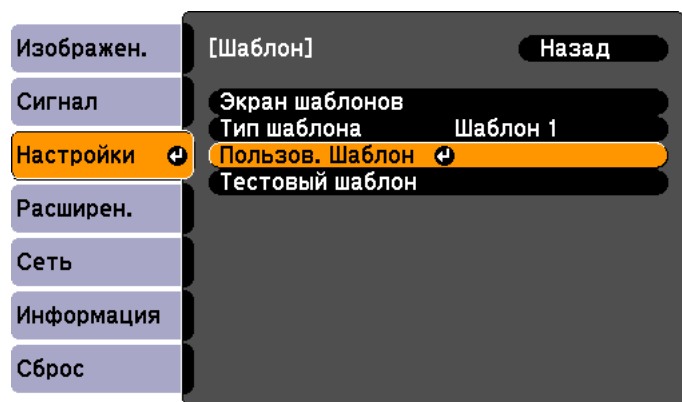 Изображен.
Сигнал
Настройки
Расширен.
Сеть
Информация
Сброс
[Шаблон] Назад
Экран шаблонов
Тип шаблона Шаблон 1
Пользов. Шаблон
Тестовый шаблон